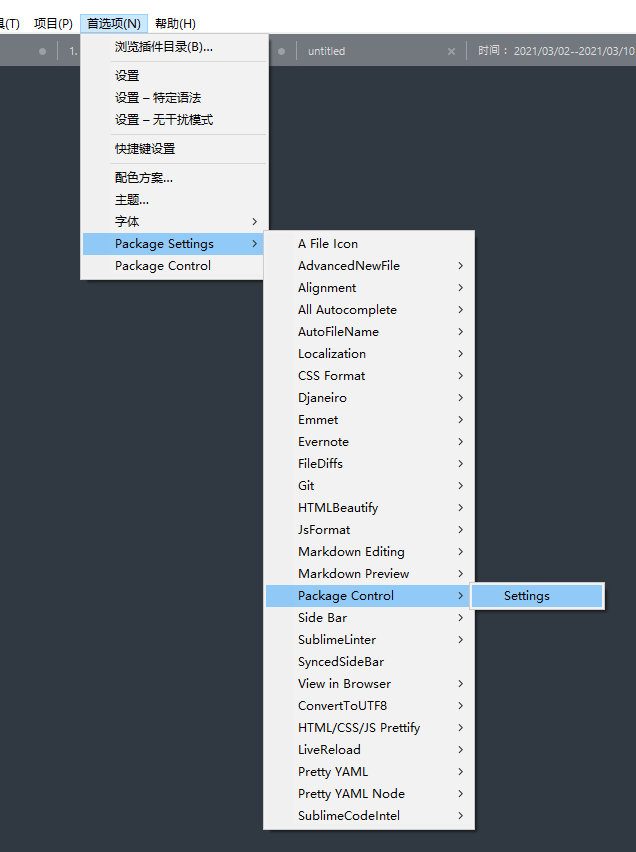 具(T) 项目(P) 首选项(N) 帮助(H)
1. untitled × 时间：2021/03/02--2021/03/10
浏览插件目录(B)...
设置
设置 – 特定语法
设置 – 无干扰模式
快捷键设置
配色方案...
主题...
字体
Package Settings
Package Control
A File Icon
AdvancedNewFile
Alignment
All Autocomplete
AutoFileName
Localization
CSS Format
Djaneiro
Emmet
Evernote
FileDiffs
Git
HTMLBeautify
JsFormat
Markdown Editing
Markdown Preview
Package Control
Settings
Side Bar
SublimeLinter
SyncedSideBar
View in Browser
ConvertToUTF8
HTML/CSS/JS Prettify
LiveReload
Pretty YAML
Pretty YAML Node
SublimeCodeIntel